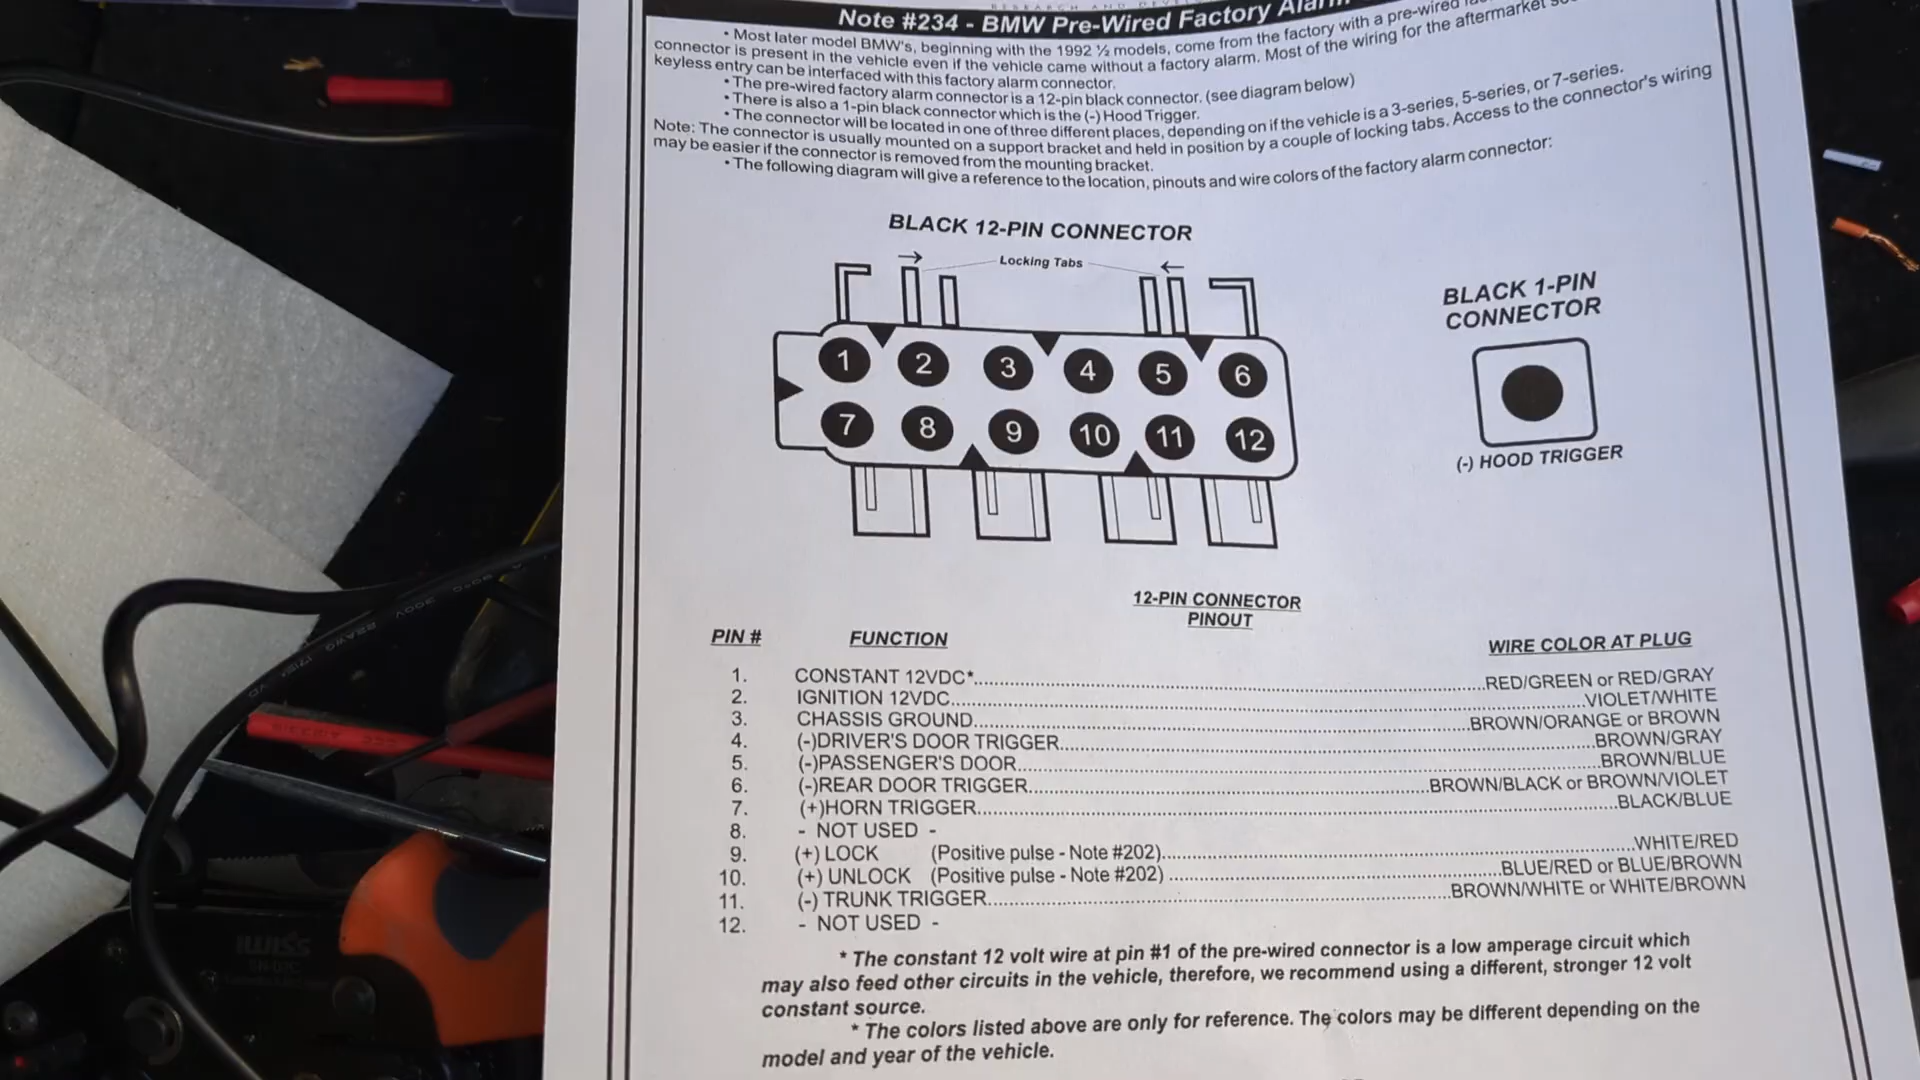 RESEARCH AND
Note #234 - BMW Pre-Wired Factory Alarm
• Most later model BMW's, beginning with the 1992 ½ models, come from the factory with a pre-wired
connector is present in the vehicle even if the vehicle came without a factory alarm. Most of the wiring for the aftermarket
keyless entry can be interfaced with this factory alarm connector.
• The pre-wired factory alarm connector is a 12-pin black connector. (see diagram below)
• There is also a 1-pin black connector which is the (-) Hood Trigger.
• The connector will be located in one of three different places, depending on if the vehicle is a 3-series, 5-series, or 7-series.
Note: The connector is usually mounted on a support bracket and held in position by a couple of locking tabs. Access to the connector's wiring
may be easier if the connector is removed from the mounting bracket.
• The following diagram will give a reference to the location, pinouts and wire colors of the factory alarm connector:
BLACK 12-PIN CONNECTOR
Locking Tabs
1 2 3 4 5 6
7 8 9 10 11 12
BLACK 1-PIN
CONNECTOR
(-) HOOD TRIGGER
12-PIN CONNECTOR
PINOUT
PIN # FUNCTION WIRE COLOR AT PLUG
1. CONSTANT 12VDC*........RED/GREEN or RED/GRAY
2. IGNITION 12VDC........VIOLET/WHITE
3. CHASSIS GROUND........BROWN/ORANGE or BROWN
4. (-)DRIVER'S DOOR TRIGGER........BROWN/GRAY
5. (-)PASSENGER'S DOOR........BROWN/BLUE
6. (-)REAR DOOR TRIGGER........BROWN/BLACK or BROWN/VIOLET
7. (+)HORN TRIGGER........BLACK/BLUE
8. - NOT USED -
9. (+) LOCK (Positive pulse - Note #202)........WHITE/RED
10. (+) UNLOCK (Positive pulse - Note #202) ........BLUE/RED or BLUE/BROWN
11. (-) TRUNK TRIGGER........BROWN/WHITE or WHITE/BROWN
12. - NOT USED -
* The constant 12 volt wire at pin #1 of the pre-wired connector is a low amperage circuit which
may also feed other circuits in the vehicle, therefore, we recommend using a different, stronger 12 volt
constant source.
* The colors listed above are only for reference. The colors may be different depending on the
model and year of the vehicle.
IWISS